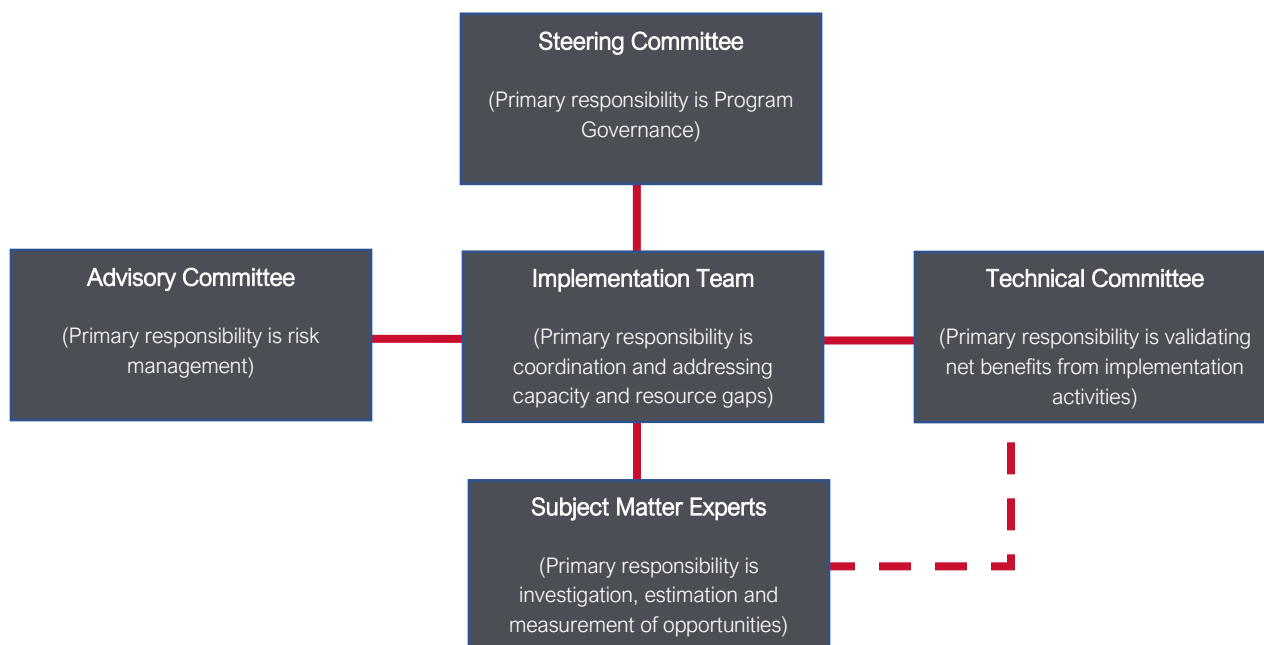 Steering Committee
(Primary responsibility is Program
Governance)
Advisory Committee
(Primary responsibility is risk
management)
Implementation Team
(Primary responsibility is
coordination and addressing
capacity and resource gaps)
Technical Committee
(Primary responsibility is validating
net benefits from implementation
activities)
Subject Matter Experts
(Primary responsibility is
investigation, estimation and
measurement of opportunities)